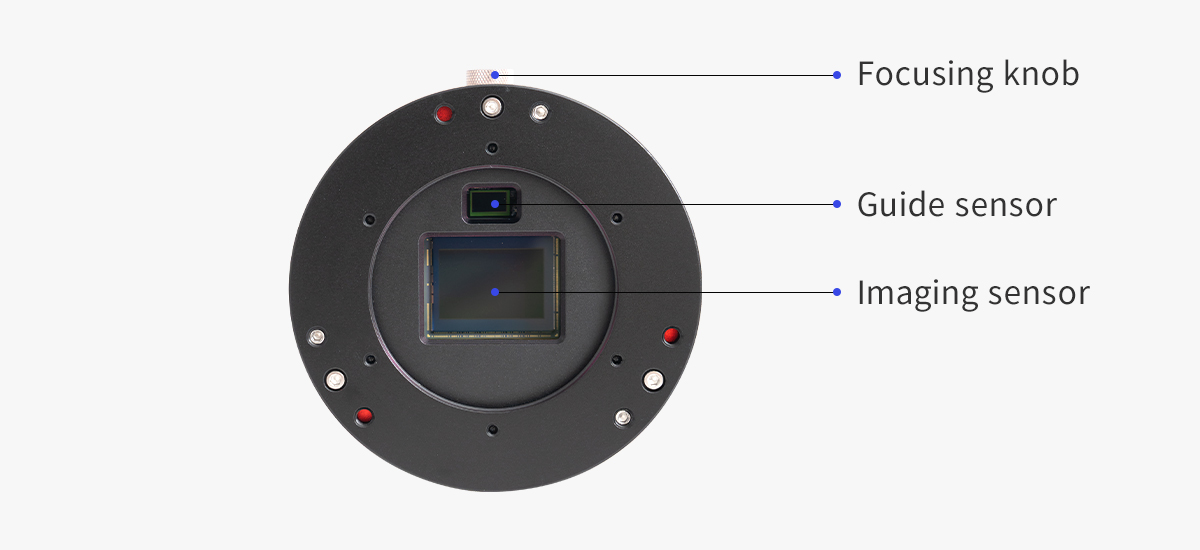 Focusing knob
Guide sensor
Imaging sensor